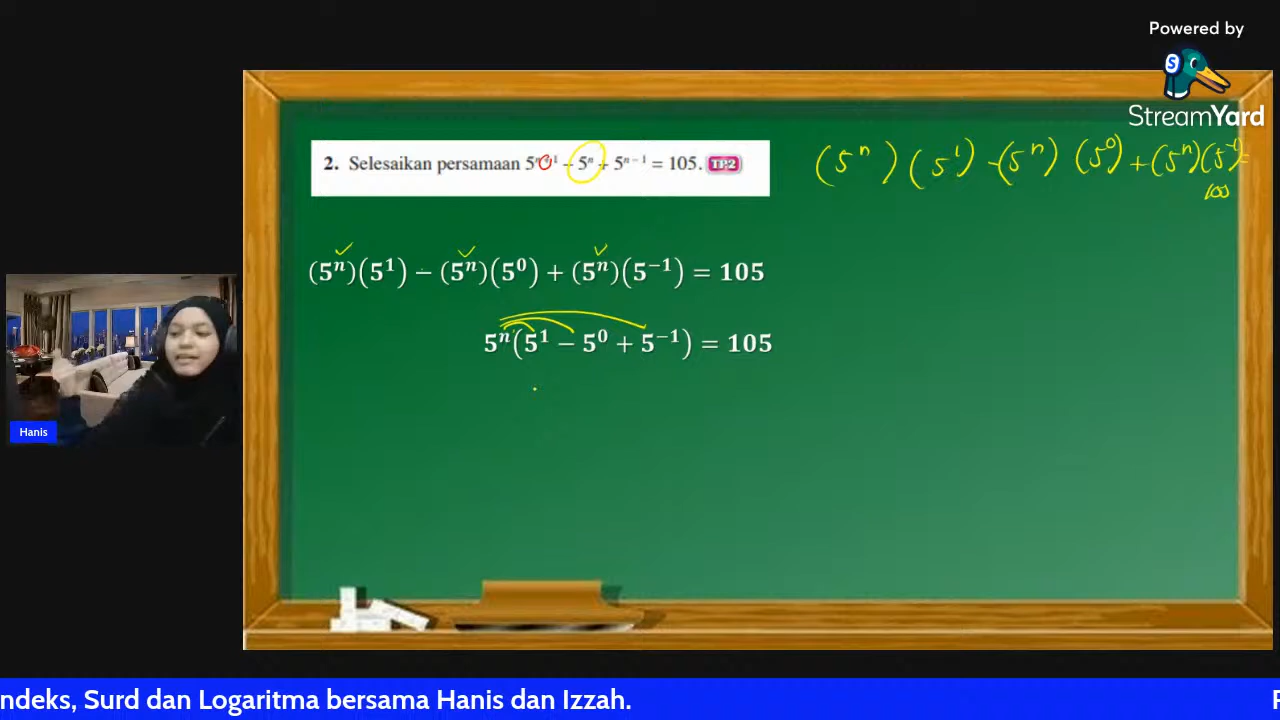 Powered by
StreamYard
2. Selesaikan persamaan 5ⁿ⁺¹ – 5ⁿ + 5ⁿ⁻¹ = 105. TP2
(5ⁿ)(5¹) – (5ⁿ)(5⁰) + (5ⁿ)(5⁻¹) =
(5ⁿ)(5¹) − (5ⁿ)(5⁰) + (5ⁿ)(5⁻¹) = 105
5ⁿ(5¹ − 5⁰ + 5⁻¹) = 105
Hanis
ndeks, Surd dan Logaritma bersama Hanis dan Izzah.